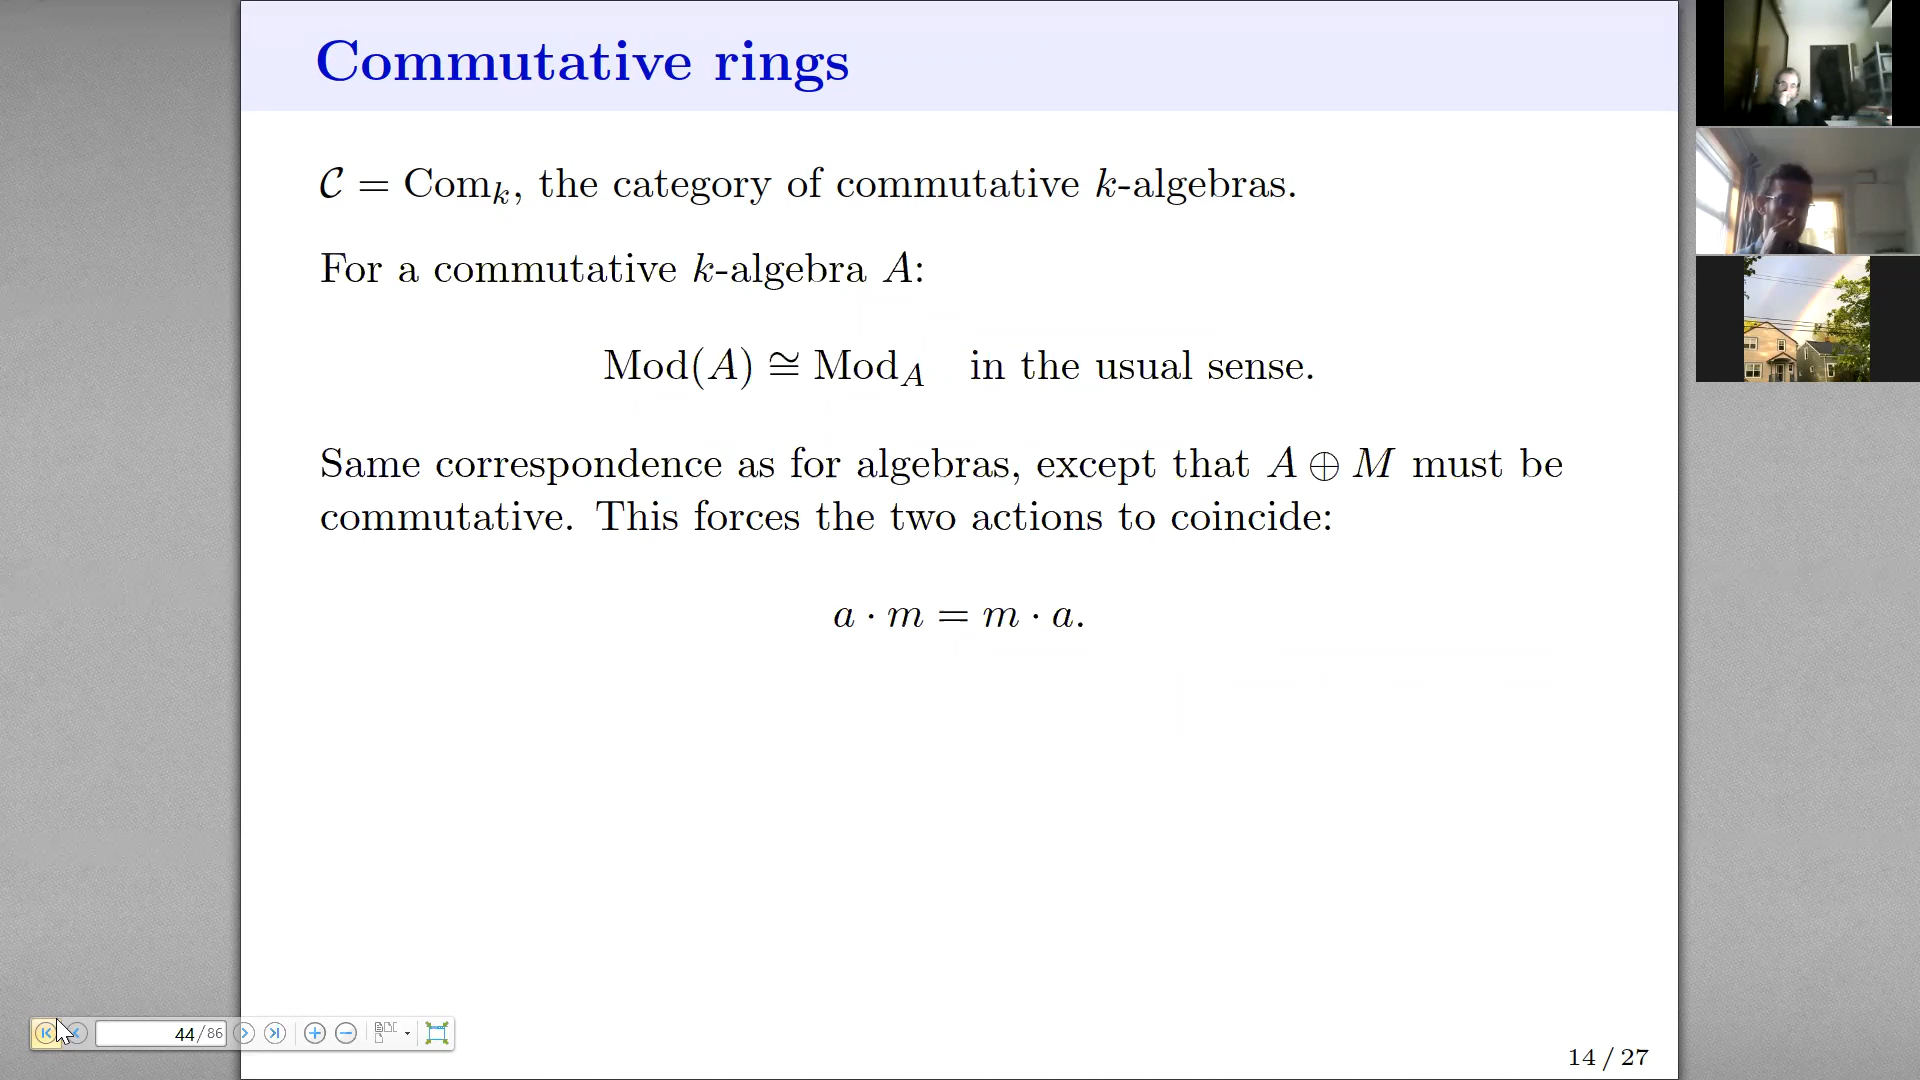 Commutative rings
𝒞 = Comₖ, the category of commutative k-algebras.
For a commutative k-algebra A:
Mod(A) ≅ Mod_A in the usual sense.
Same correspondence as for algebras, except that A ⊕ M must be
commutative. This forces the two actions to coincide:
a · m = m · a.
44/86
14 / 27